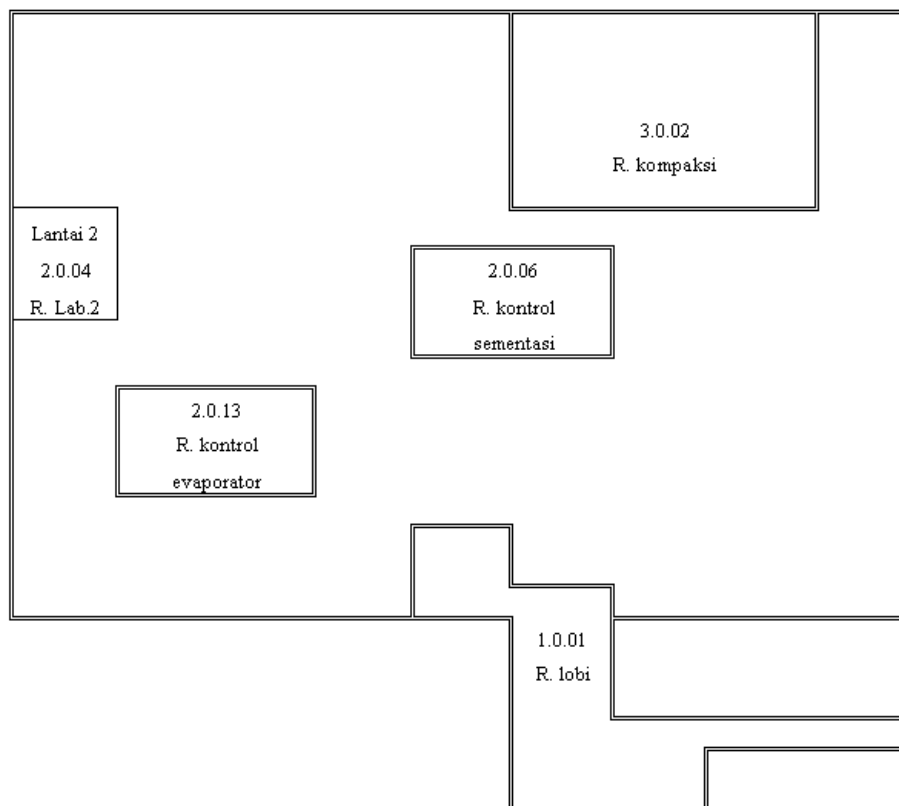 3.0.02
R. kompaksi
Lantai 2
2.0.04
R. Lab.2
2.0.06
R. kontrol
sementasi
2.0.13
R. kontrol
evaporator
1.0.01
R. lobi